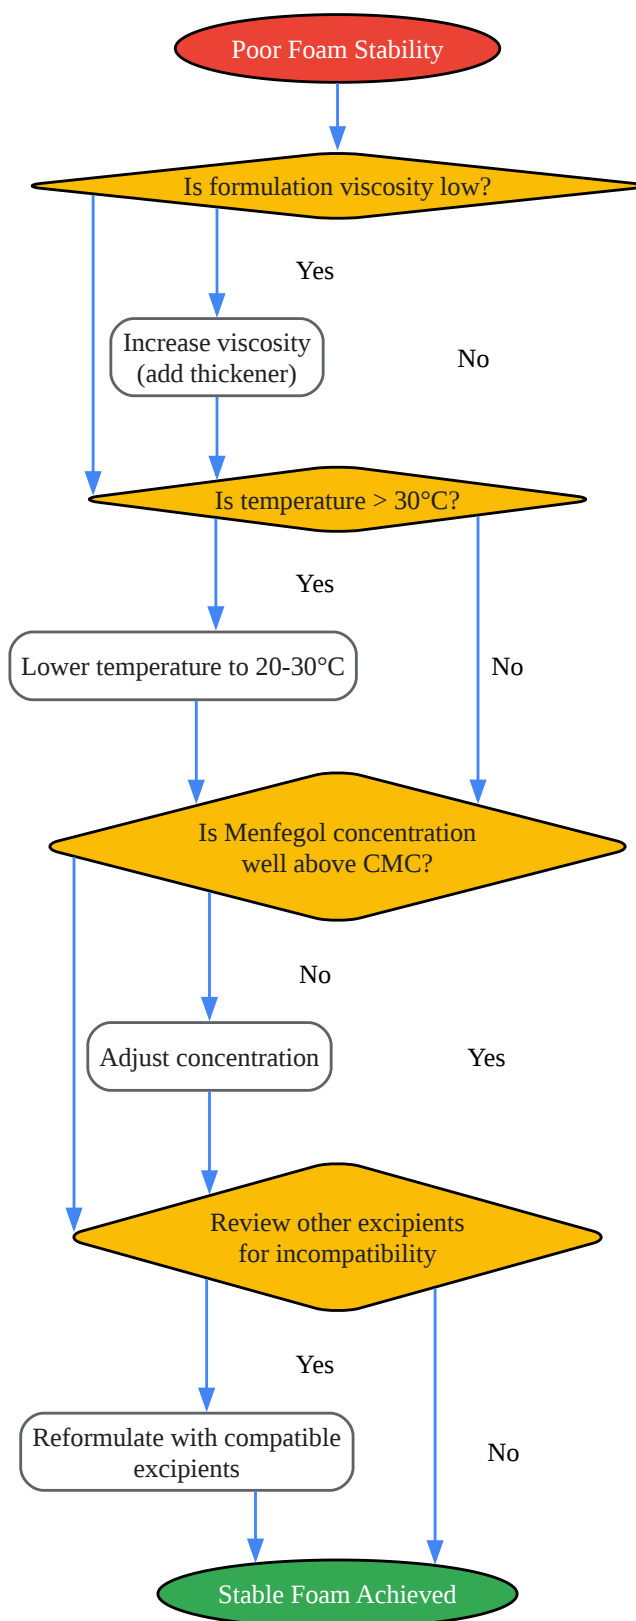 Poor Foam Stability
Is formulation viscosity low?
Yes
Increase viscosity
(add thickener)
No
Is temperature > 30°C?
Yes
Lower temperature to 20-30°C
No
Is Menfegol concentration
well above CMC?
No
Adjust concentration
Yes
Review other excipients
for incompatibility
Yes
Reformulate with compatible
excipients
No
Stable Foam Achieved